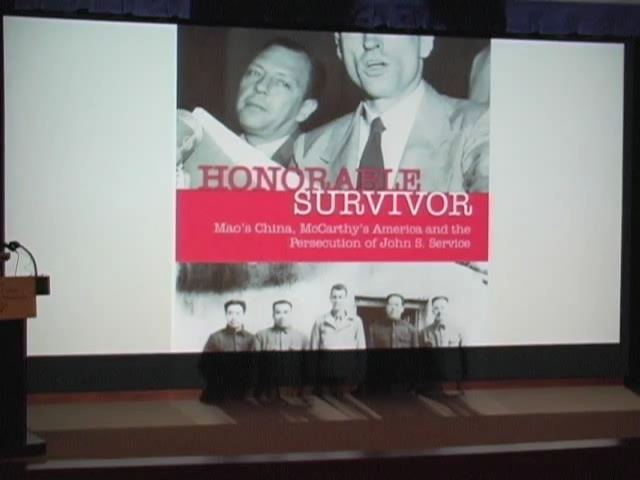 HONORABLE
SURVIVOR
Mao's China, McCarthy's America and the
Persecution of John S. Service